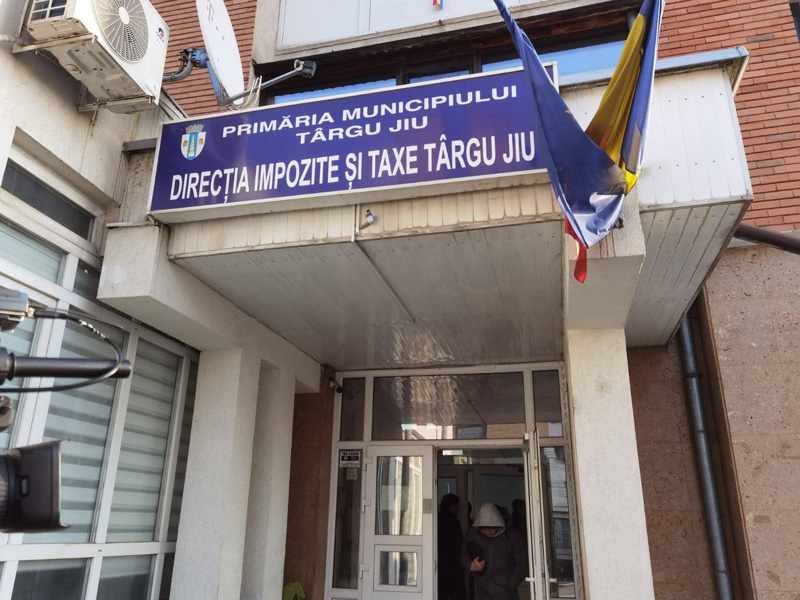 PRIMĂRIA MUNICIPIULUI
TÂRGU JIU
DIRECȚIA IMPOZITE ȘI TAXE TÂRGU JIU